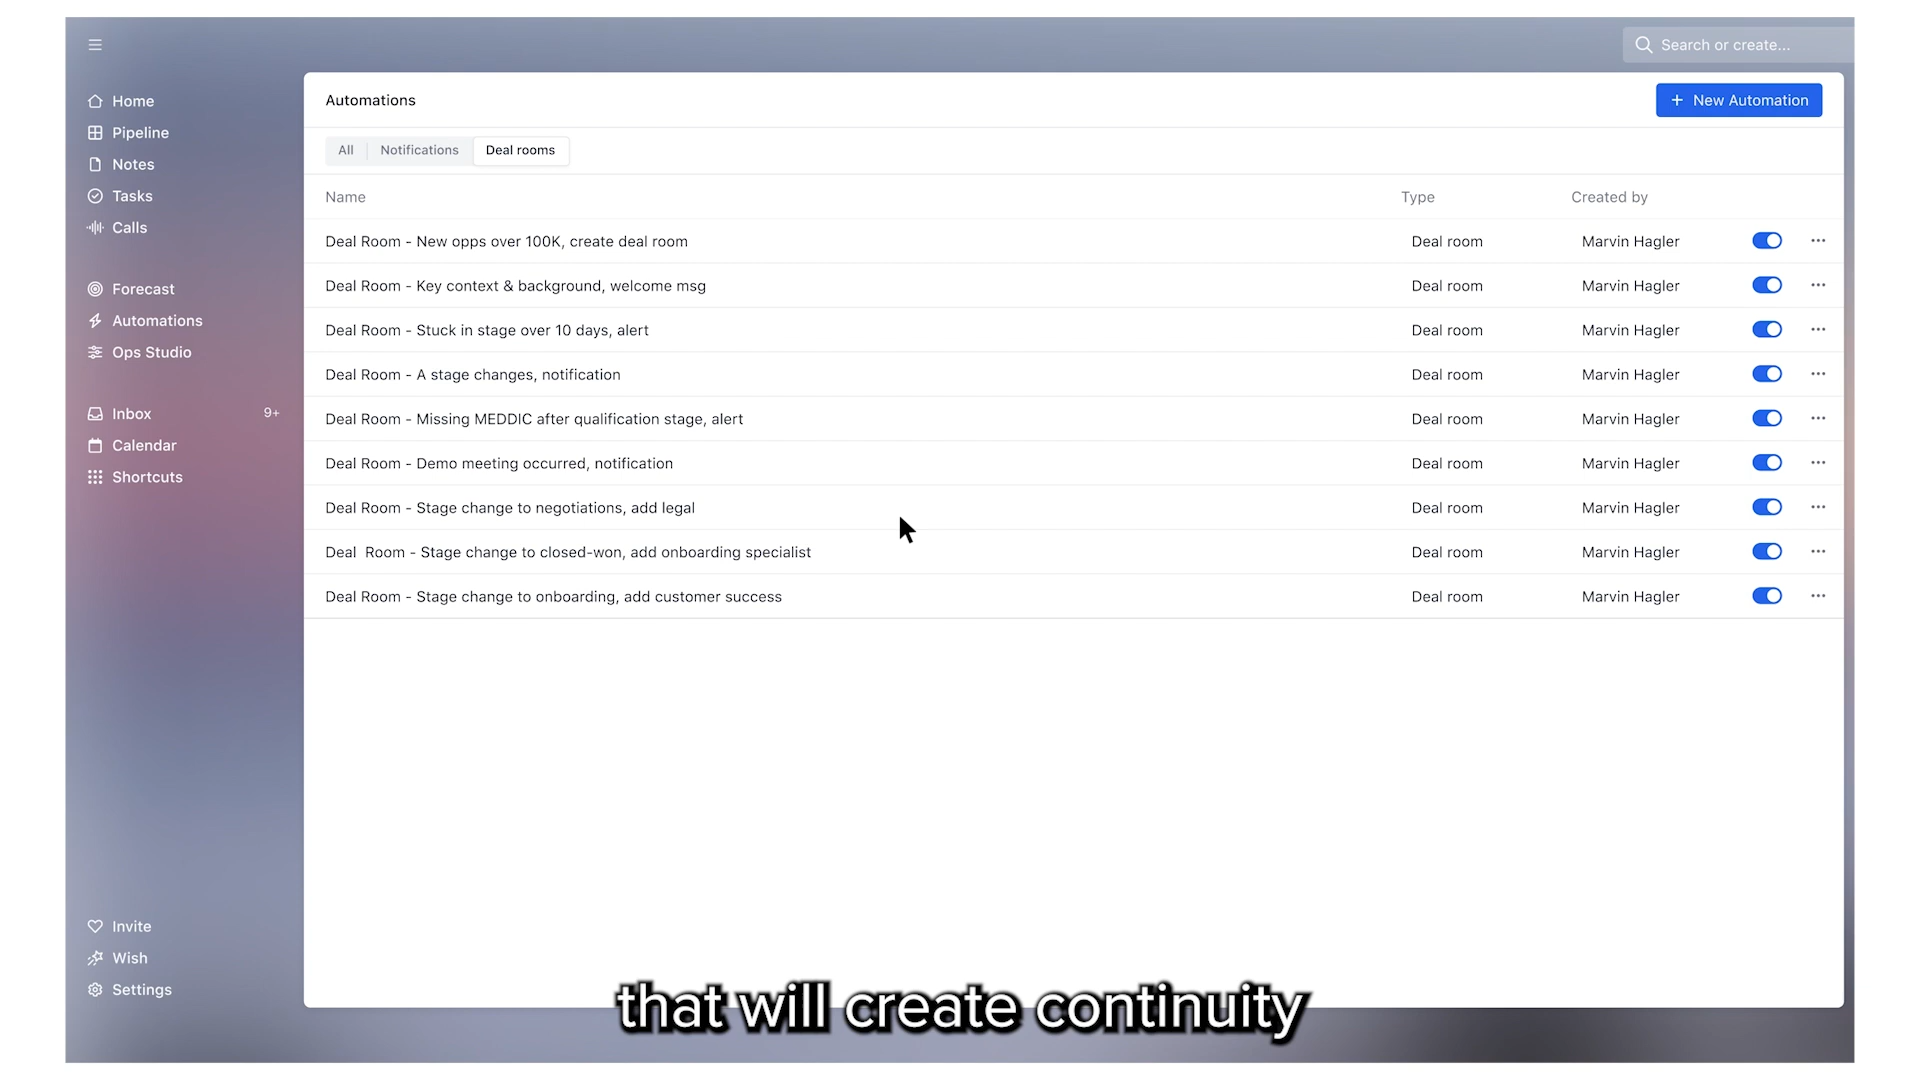 Search or create...
Home
Pipeline
Notes
Tasks
Calls
Forecast
Automations
Ops Studio
Inbox 9+
Calendar
Shortcuts
Invite
Wish
Settings
Automations
+ New Automation
All Notifications Deal rooms
Name Type Created by
Deal Room - New opps over 100K, create deal room Deal room Marvin Hagler
Deal Room - Key context & background, welcome msg Deal room Marvin Hagler
Deal Room - Stuck in stage over 10 days, alert Deal room Marvin Hagler
Deal Room - A stage changes, notification Deal room Marvin Hagler
Deal Room - Missing MEDDIC after qualification stage, alert Deal room Marvin Hagler
Deal Room - Demo meeting occurred, notification Deal room Marvin Hagler
Deal Room - Stage change to negotiations, add legal Deal room Marvin Hagler
Deal  Room - Stage change to closed-won, add onboarding specialist Deal room Marvin Hagler
Deal Room - Stage change to onboarding, add customer success Deal room Marvin Hagler
that will create continuity